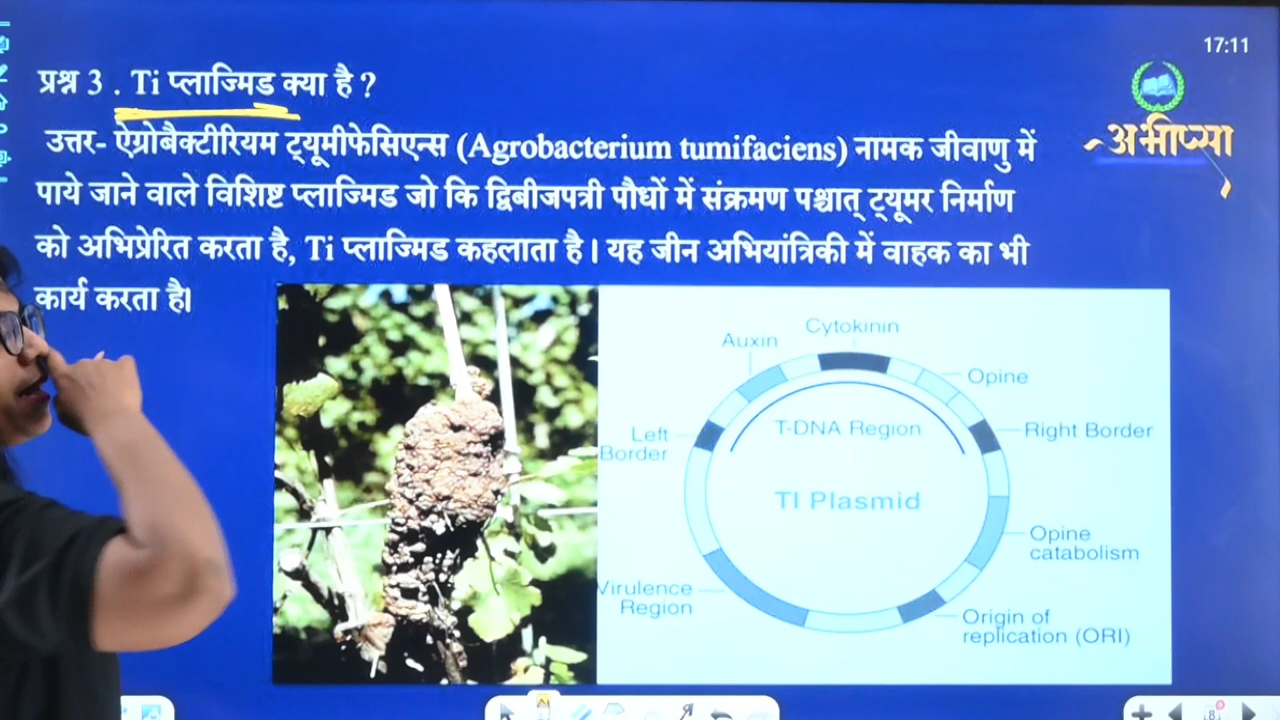 17:11
प्रश्न 3 . Ti प्लाज्मिड क्या है ?
अभीप्सा
उत्तर- ऐग्रोबैक्टीरियम ट्यूमीफेसिएन्स (Agrobacterium tumifaciens) नामक जीवाणु में
पाये जाने वाले विशिष्ट प्लाज्मिड जो कि द्विबीजपत्री पौधों में संक्रमण पश्चात् ट्यूमर निर्माण
को अभिप्रेरित करता है, Ti प्लाज्मिड कहलाता है। यह जीन अभियांत्रिकी में वाहक का भी
कार्य करता है।
Cytokinin
Auxin
Opine
Left
Border
T-DNA Region
Right Border
TI Plasmid
Opine
catabolism
Virulence
Region
Origin of
replication (ORI)
8